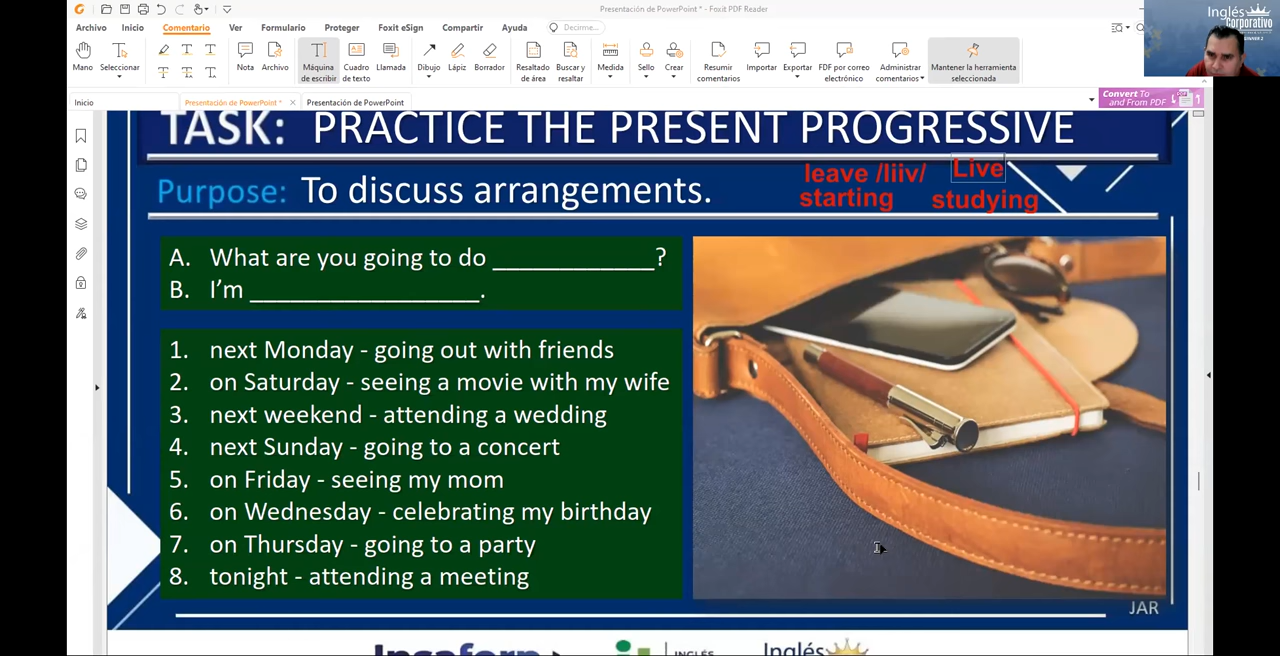 Presentación de PowerPoint * - Foxit PDF Reader
Archivo Inicio Comentario Ver Formulario Proteger Foxit eSign Compartir Ayuda Decirme...
Mano Seleccionar Nota Archivo Máquina de escribir Cuadro de texto Llamada Dibujo Lápiz Borrador Resaltado de área Buscar y resaltar Medida Sello Crear Resumir comentarios Importar Exportar PDF por correo electrónico Administrar comentarios Mantener la herramienta seleccionada
Inglés
Corporativo
Inicio Presentación de PowerPoint * Presentación de PowerPoint
Convert To
and From PDF
TASK: PRACTICE THE PRESENT PROGRESSIVE
Purpose: To discuss arrangements.
leave /liiv/ Live
starting studying
A. What are you going to do _____________?
B. I'm ___________________.
1. next Monday - going out with friends
2. on Saturday - seeing a movie with my wife
3. next weekend - attending a wedding
4. next Sunday - going to a concert
5. on Friday - seeing my mom
6. on Wednesday - celebrating my birthday
7. on Thursday - going to a party
8. tonight - attending a meeting
JAR
INGLÉS
Inglés